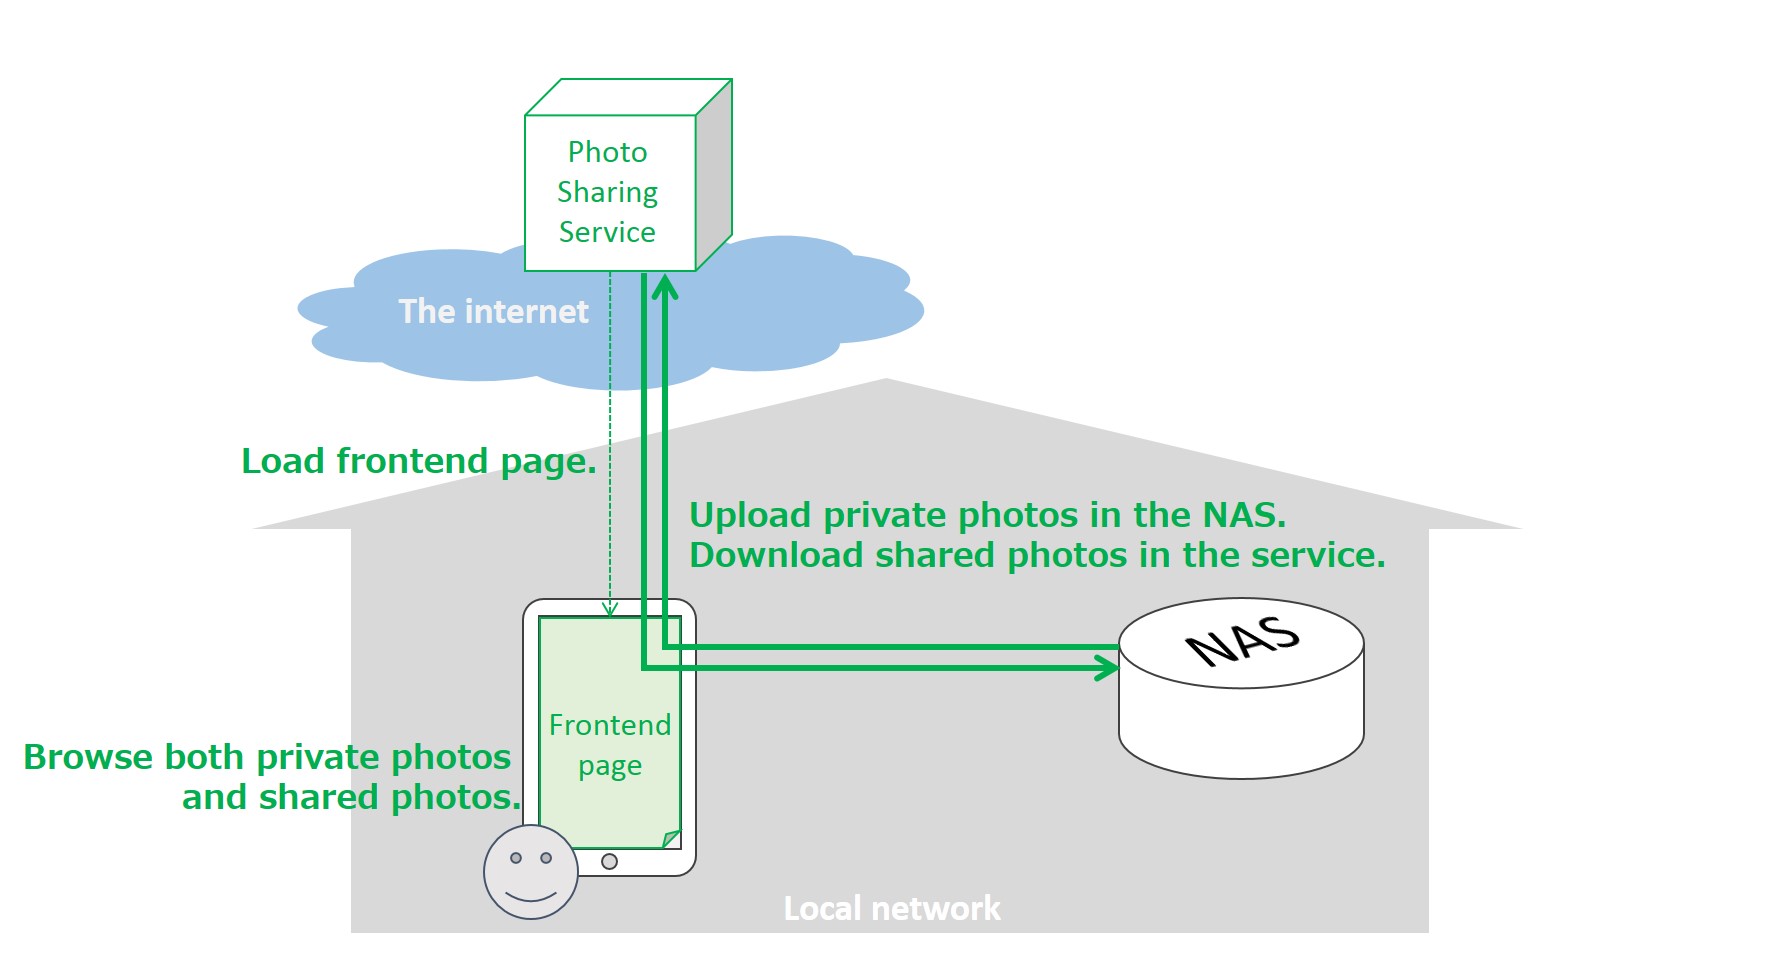 Photo
Sharing
Service
The internet
Load frontend page.
Upload private photos in the NAS.
Download shared photos in the service.
NAS
Frontend
page
Browse both private photos
and shared photos.
Local network